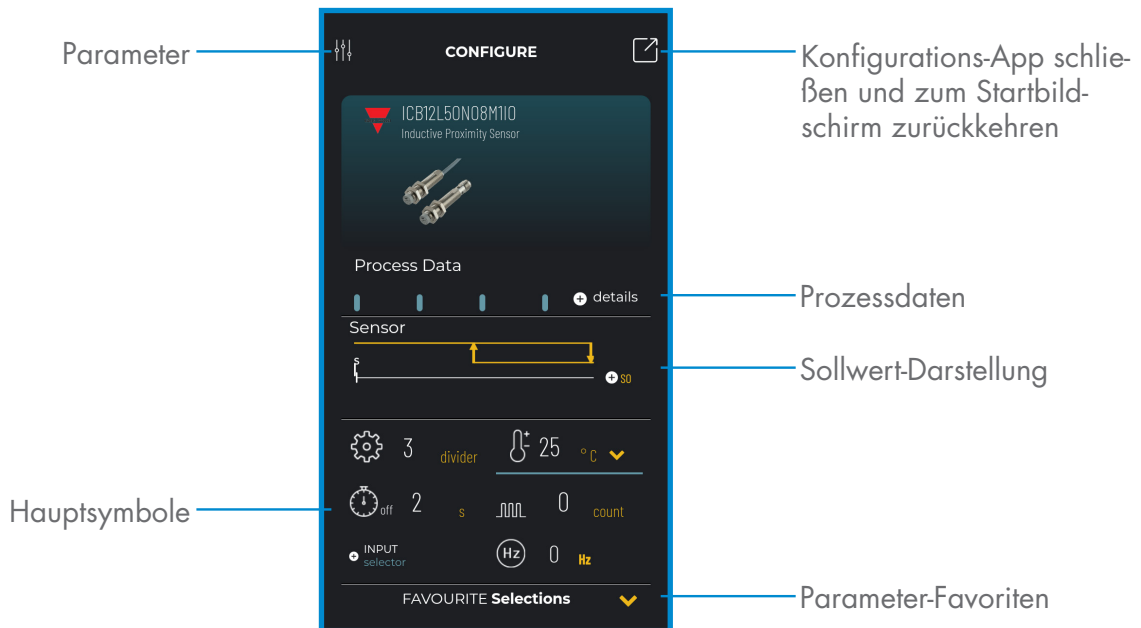 Parameter
CONFIGURE
Konfigurations-App schlie-
ßen und zum Startbild-
schirm zurückkehren
ICB12L50N08M1IO
Inductive Proximity Sensor
Process Data
details
Prozessdaten
Sensor
s
SO
Sollwert-Darstellung
3 divider 25 °C
Hauptsymbole
off 2 s 0 count
INPUT
selector
Hz 0 Hz
FAVOURITE Selections
Parameter-Favoriten